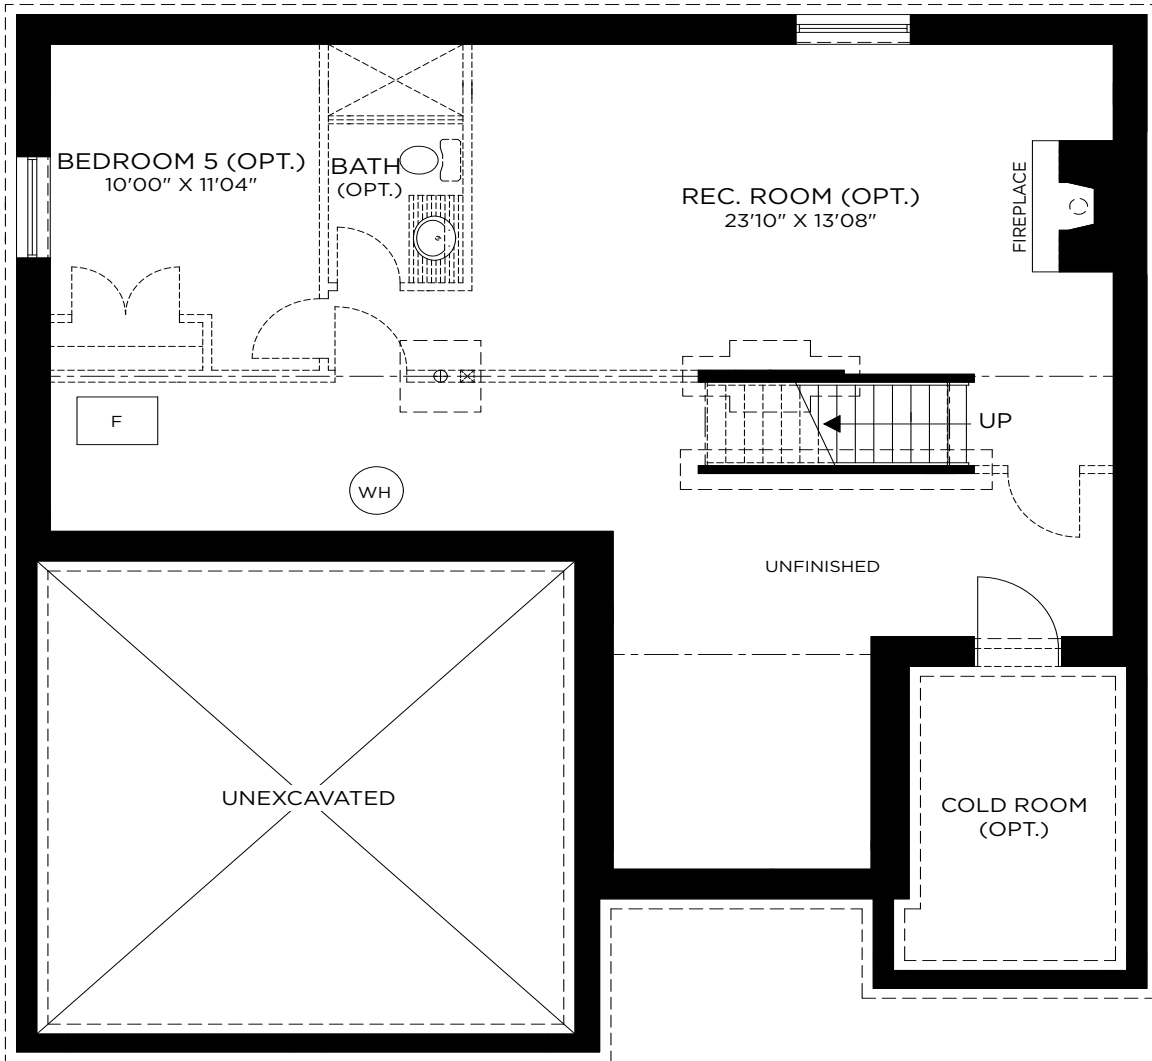 BEDROOM 5 (OPT.)
10'00" X 11'04"
BATH
(OPT.)
REC. ROOM (OPT.)
23'10" X 13'08"
FIREPLACE
F
UP
WH
UNFINISHED
UNEXCAVATED
COLD ROOM
(OPT.)